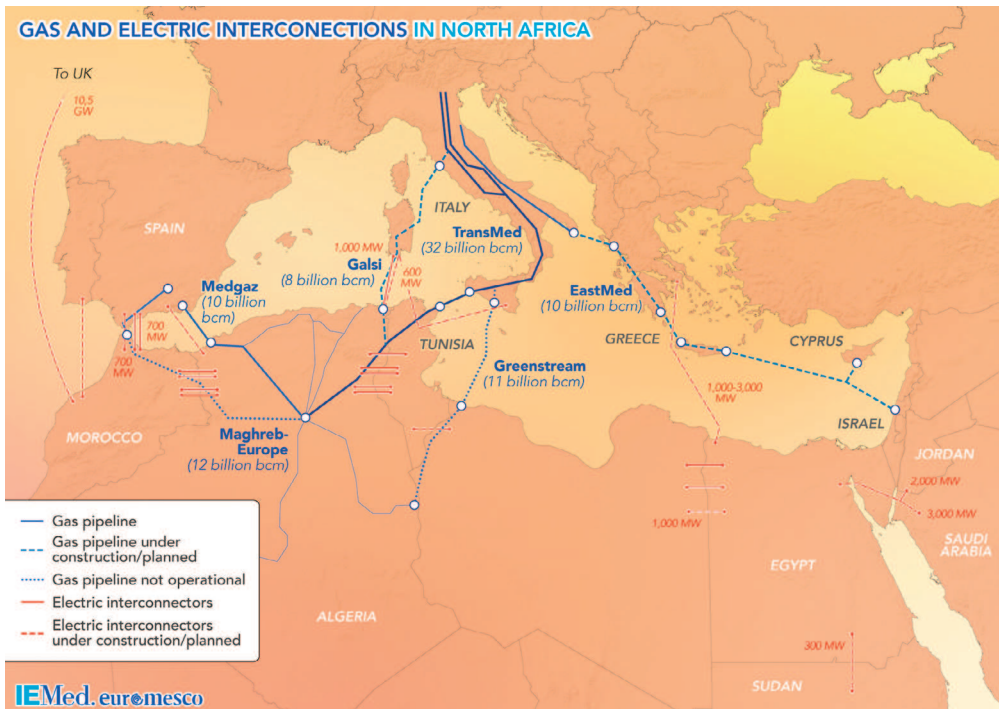 GAS AND ELECTRIC INTERCONECTIONS IN NORTH AFRICA
To UK
10,5
GW
SPAIN
ITALY
TransMed
(32 billion bcm)
1,000 MW
Galsi
(8 billion bcm)
600
MW
Medgaz
(10 billion
bcm)
EastMed
(10 billion bcm)
700
MW
700
MW
TUNISIA
GREECE
CYPRUS
Greenstream
(11 billion bcm)
1,000-3,000
MW
ISRAEL
MOROCCO
Maghreb-
Europe
(12 billion bcm)
JORDAN
2,000 MW
3,000 MW
1,000 MW
SAUDI
ARABIA
EGYPT
ALGERIA
300 MW
SUDAN
Gas pipeline
Gas pipeline under
construction/planned
Gas pipeline not operational
Electric interconnectors
Electric interconnectors
under construction/planned
IEMed. euromesco